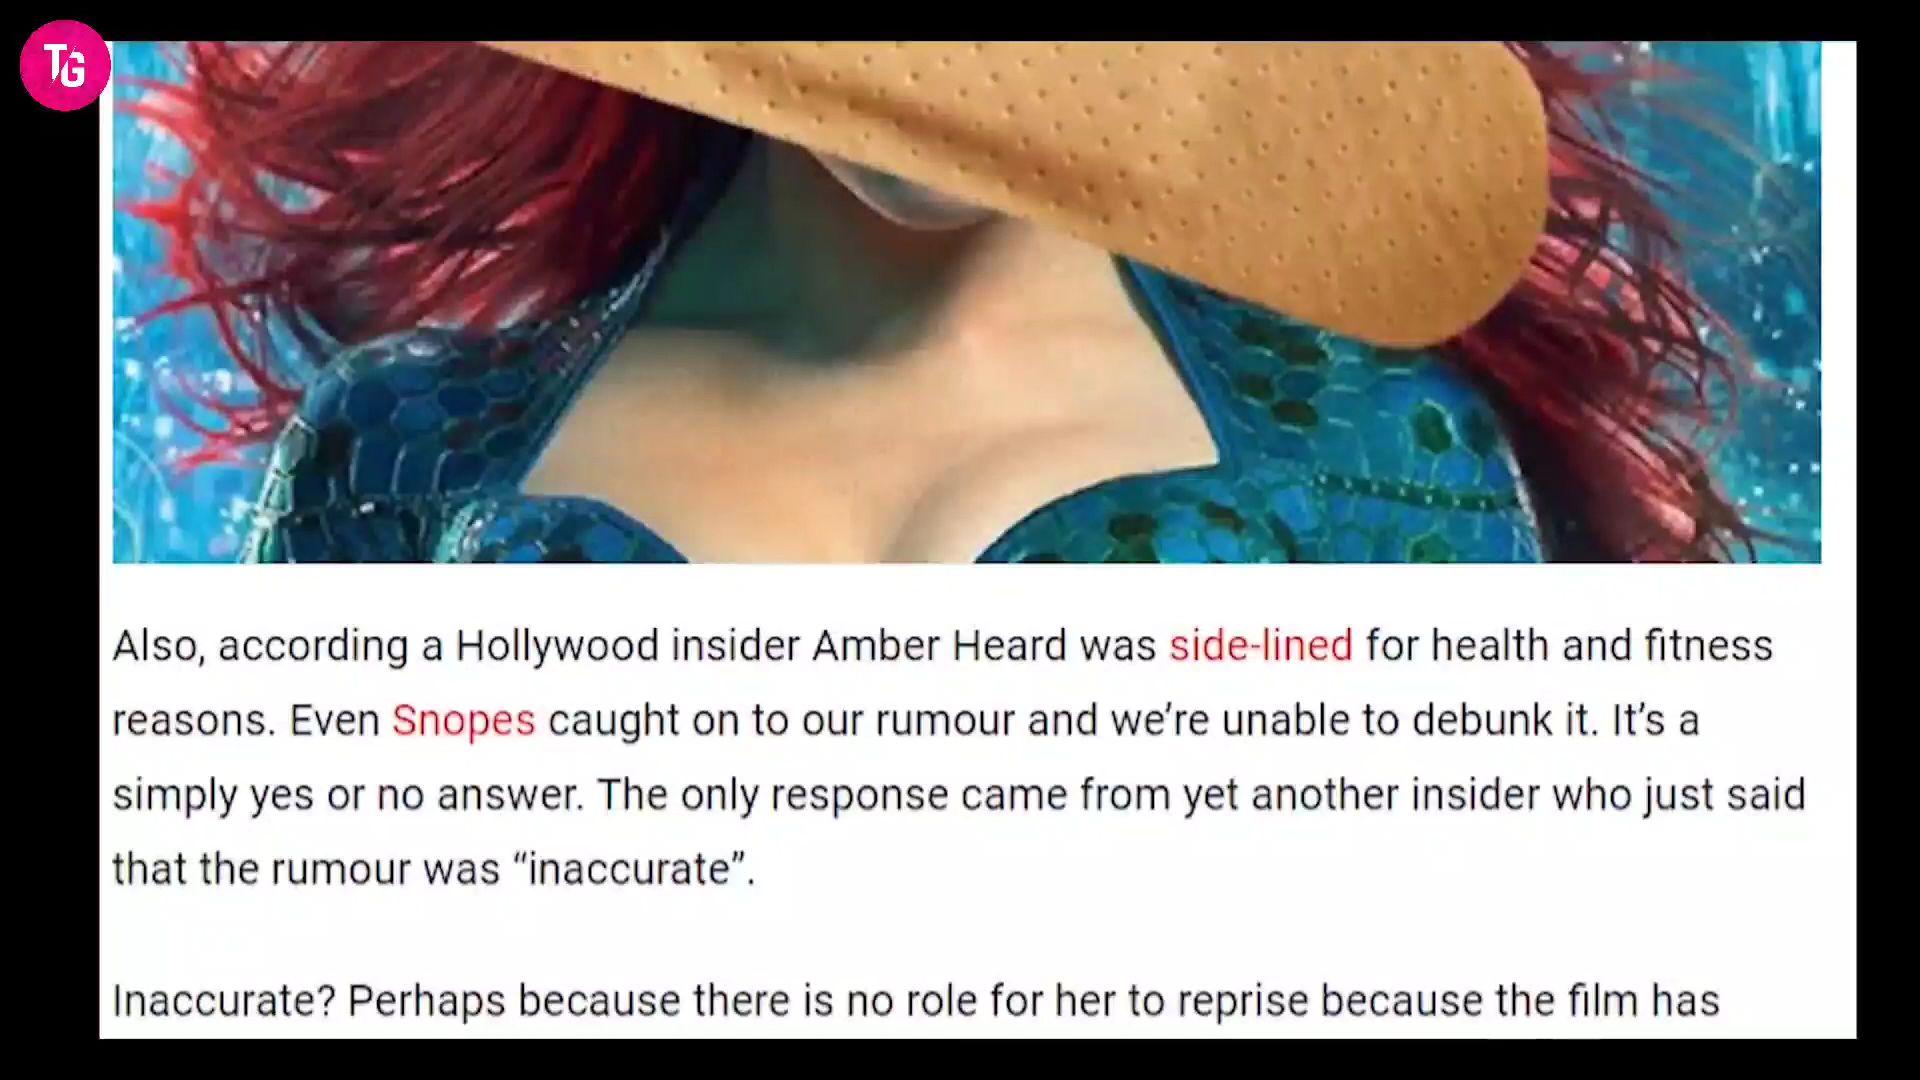 TG
Also, according a Hollywood insider Amber Heard was side-lined for health and fitness
reasons. Even Snopes caught on to our rumour and we’re unable to debunk it. It’s a
simply yes or no answer. The only response came from yet another insider who just said
that the rumour was “inaccurate”.
Inaccurate? Perhaps because there is no role for her to reprise because the film has